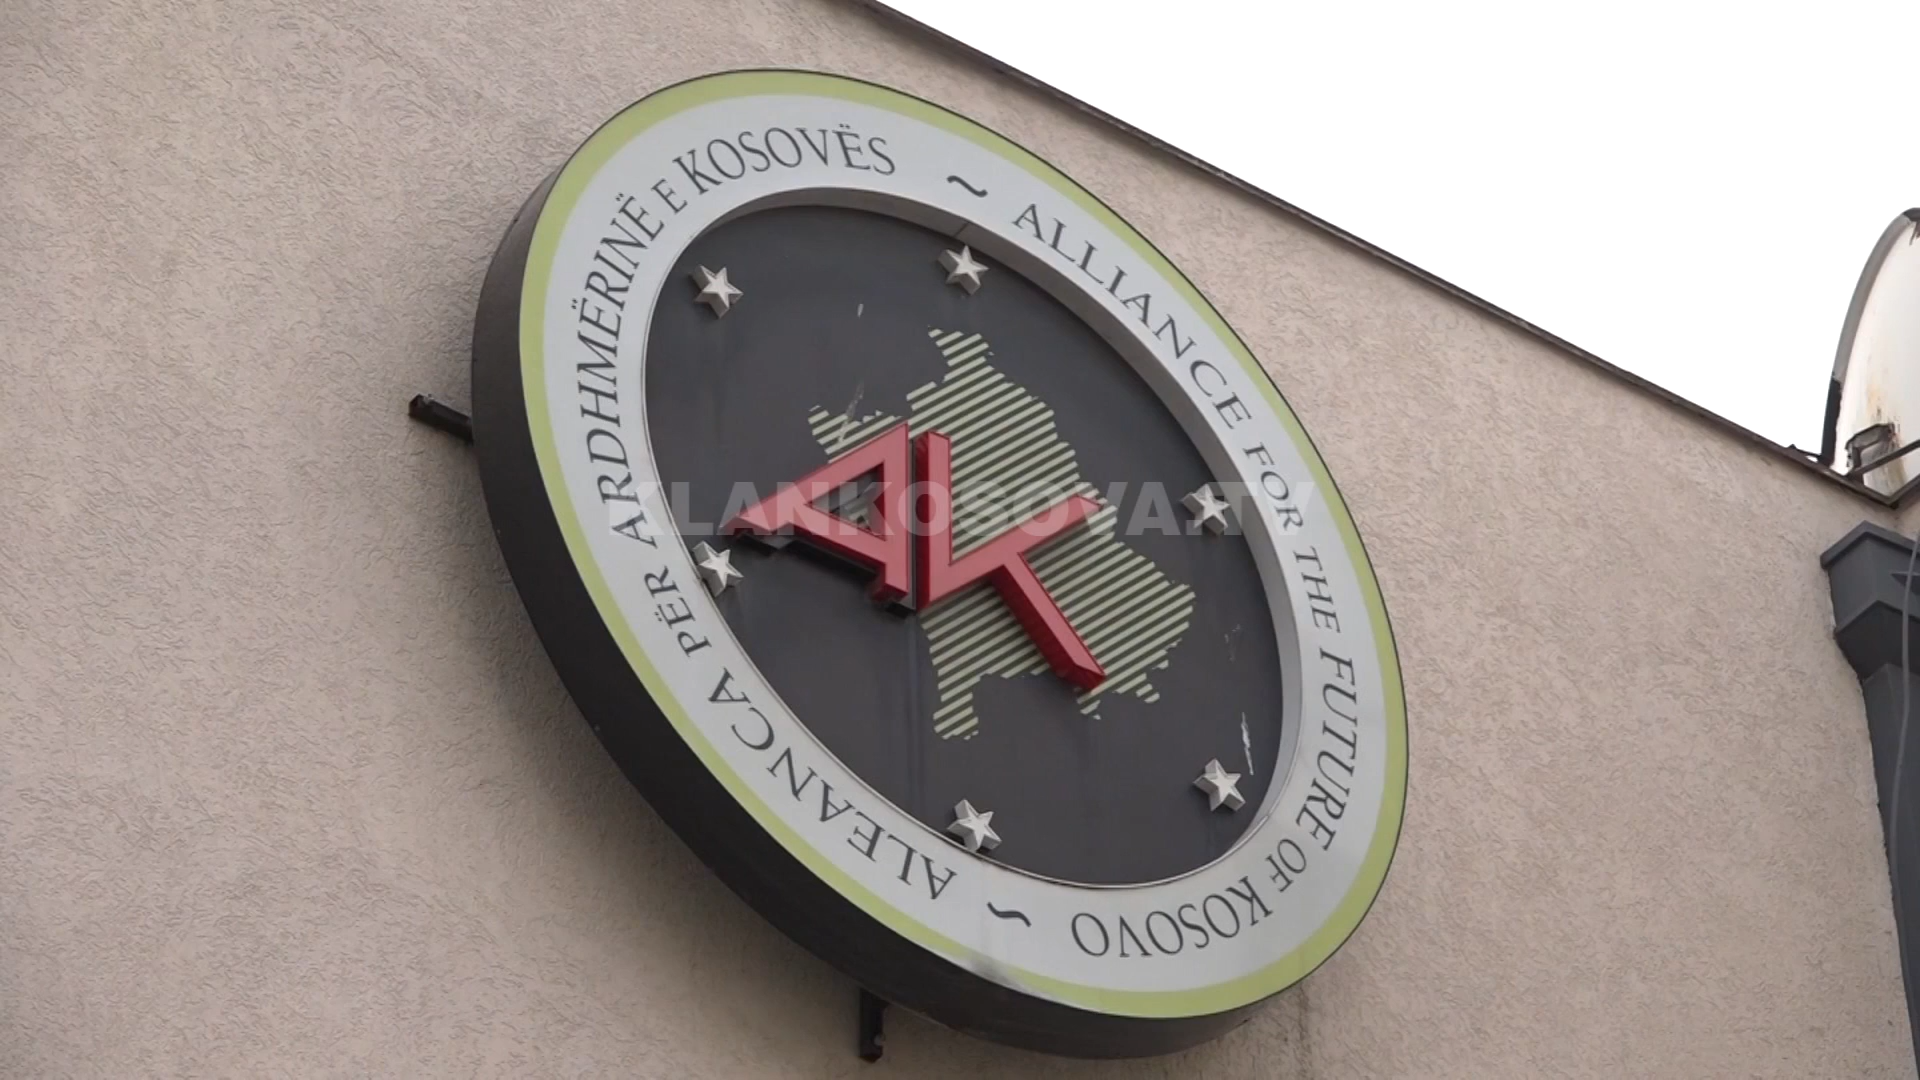 ALEANCA PËR ARDHMËRINË E KOSOVËS ~ ALLIANCE FOR THE FUTURE OF KOSOVO ~
AK
KLANKOSOVA.TV